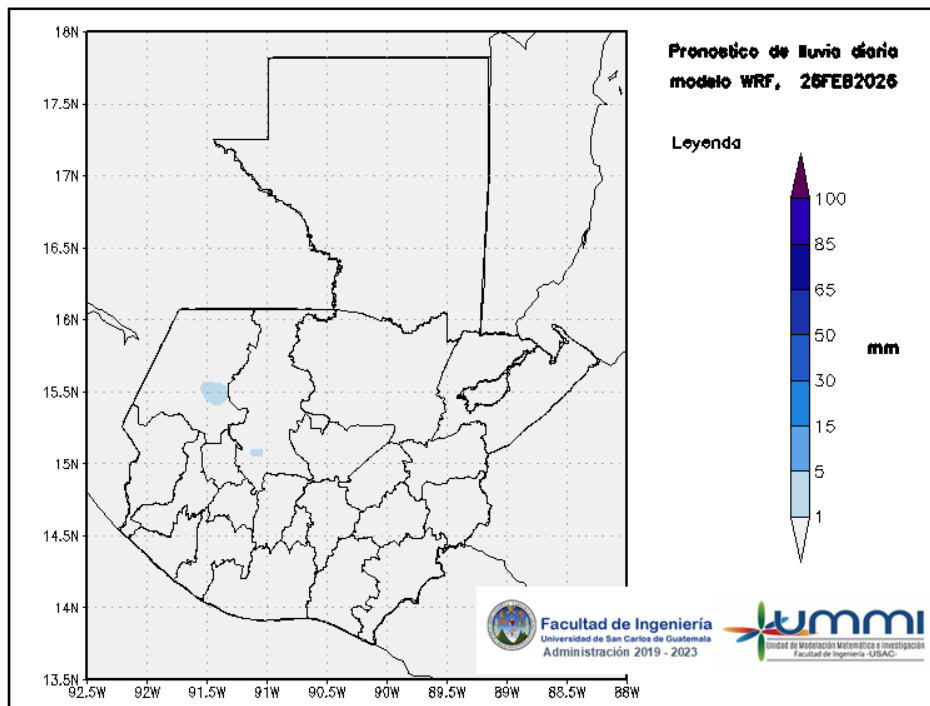 Pronostico de lluvia diaria
modelo WRF, 26FEB2026
Leyenda
100
85
65
50
mm
30
15
5
1
18N
17.5N
17N
16.5N
16N
15.5N
15N
14.5N
14N
13.5N
92.5W 92W 91.5W 91W 90.5W 90W 89.5W 89W 88.5W 88W
Facultad de Ingeniería
Universidad de San Carlos de Guatemala
Administración 2019 - 2023
ummi
Unidad de Modelación Matemática e Investigación
Facultad de Ingeniería -USAC-